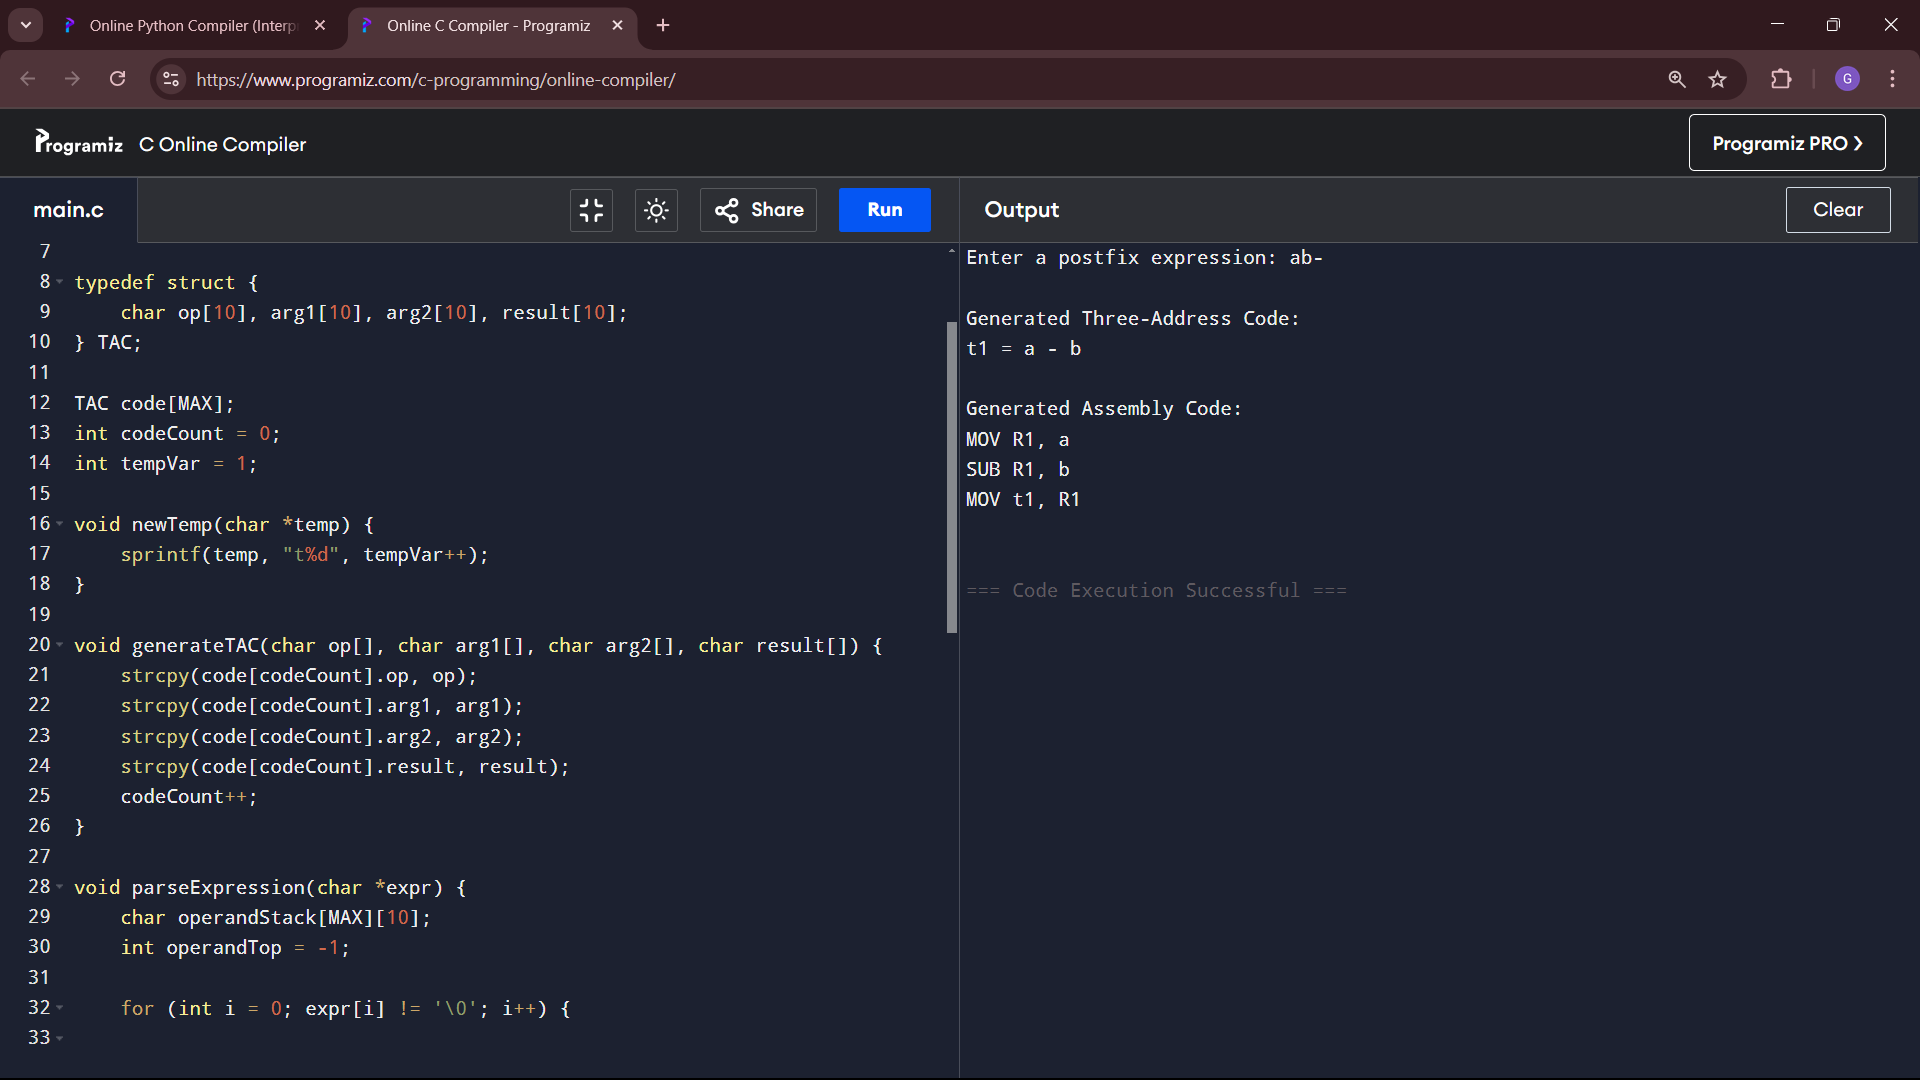 Online Python Compiler (Interp
Online C Compiler - Programiz
https://www.programiz.com/c-programming/online-compiler/
G
Programiz C Online Compiler
Programiz PRO ❯
main.c
Share
Run
Output
Clear
7
8 typedef struct {
9     char op[10], arg1[10], arg2[10], result[10];
10 } TAC;
11
12 TAC code[MAX];
13 int codeCount = 0;
14 int tempVar = 1;
15
16 void newTemp(char *temp) {
17     sprintf(temp, "t%d", tempVar++);
18 }
19
20 void generateTAC(char op[], char arg1[], char arg2[], char result[]) {
21     strcpy(code[codeCount].op, op);
22     strcpy(code[codeCount].arg1, arg1);
23     strcpy(code[codeCount].arg2, arg2);
24     strcpy(code[codeCount].result, result);
25     codeCount++;
26 }
27
28 void parseExpression(char *expr) {
29     char operandStack[MAX][10];
30     int operandTop = -1;
31
32     for (int i = 0; expr[i] != '\0'; i++) {
33
Enter a postfix expression: ab-
Generated Three-Address Code:
t1 = a - b
Generated Assembly Code:
MOV R1, a
SUB R1, b
MOV t1, R1
=== Code Execution Successful ===